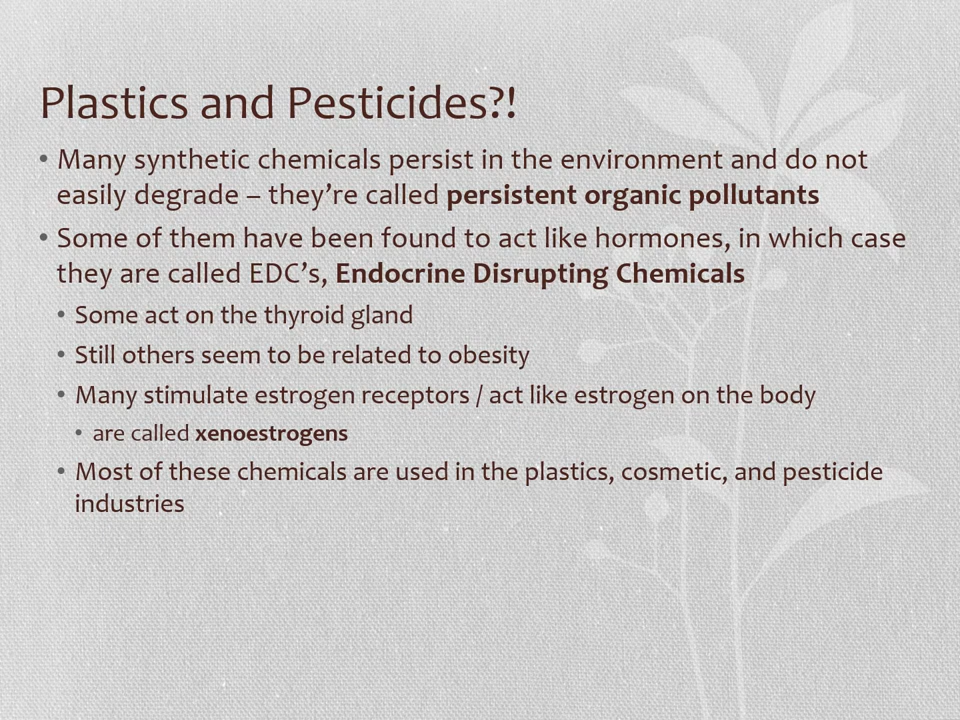 Plastics and Pesticides?!
• Many synthetic chemicals persist in the environment and do not
easily degrade – they’re called persistent organic pollutants
• Some of them have been found to act like hormones, in which case
they are called EDC’s, Endocrine Disrupting Chemicals
• Some act on the thyroid gland
• Still others seem to be related to obesity
• Many stimulate estrogen receptors / act like estrogen on the body
• are called xenoestrogens
• Most of these chemicals are used in the plastics, cosmetic, and pesticide
industries